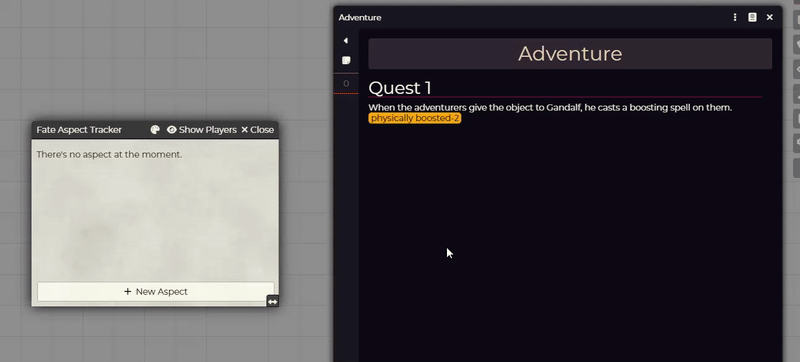 Adventure
Adventure
0
Quest 1
When the adventurers give the object to Gandalf, he casts a boosting spell on them.
physically boosted-2
Fate Aspect Tracker
Show Players
Close
There's no aspect at the moment.
+ New Aspect